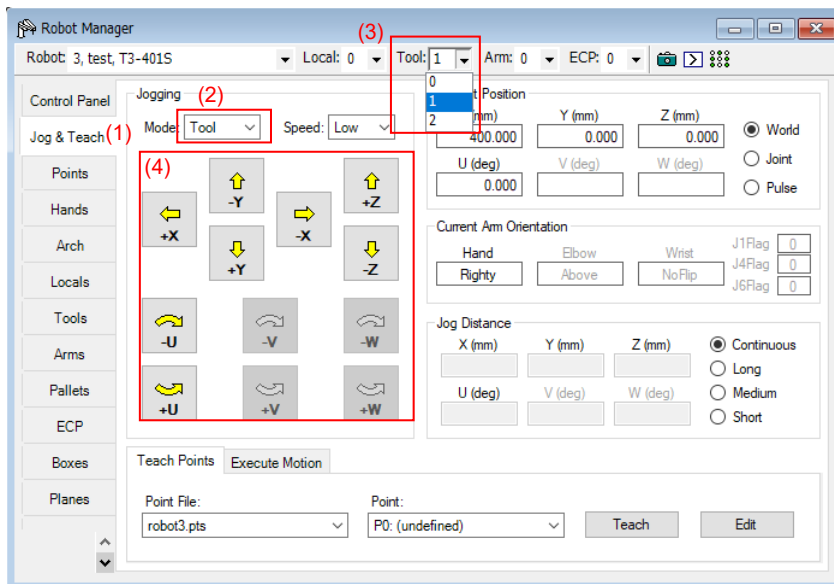 Robot Manager
(3)
Robot: 3, test, T3-401S Local: 0 Tool: 1 Arm: 0 ECP: 0
0
1
2
Control Panel
Jog & Teach (1)
Points
Hands
Arch
Locals
Tools
Arms
Pallets
ECP
Boxes
Planes
Jogging
(2)
Mode: Tool Speed: Low
(4)
-Y +Z
+X -X
+Y -Z
-U -V -W
+U +V +W
t Position
(mm) Y (mm) Z (mm)
400.000 0.000 0.000
U (deg) V (deg) W (deg)
0.000
World
Joint
Pulse
Current Arm Orientation
Hand Elbow Wrist
Righty Above NoFlip
J1Flag 0
J4Flag 0
J6Flag 0
Jog Distance
X (mm) Y (mm) Z (mm)
U (deg) V (deg) W (deg)
Continuous
Long
Medium
Short
Teach Points Execute Motion
Point File: Point:
robot3.pts P0: (undefined) Teach Edit